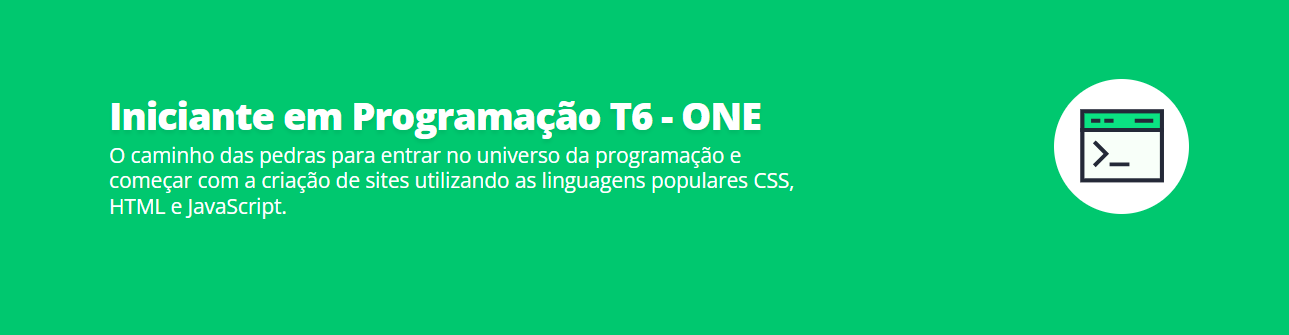 Iniciante em Programação T6 - ONE
O caminho das pedras para entrar no universo da programação e
começar com a criação de sites utilizando as linguagens populares CSS,
HTML e JavaScript.